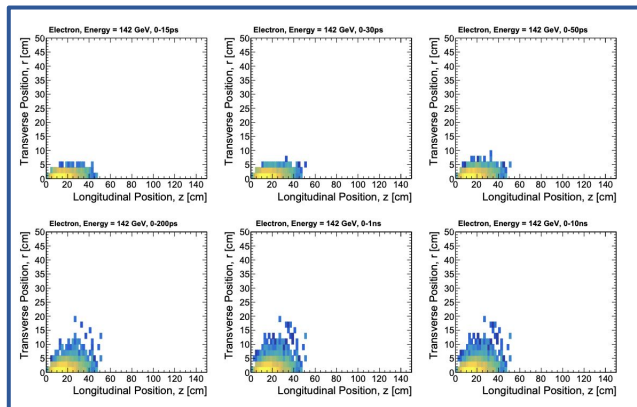 Electron, Energy = 142 GeV, 0-15ps
Transverse Position, r [cm]
50
45
40
35
30
25
20
15
10
5
0
0 20 40 60 80 100 120 140
Longitudinal Position, z [cm]
Electron, Energy = 142 GeV, 0-30ps
Transverse Position, r [cm]
50
45
40
35
30
25
20
15
10
5
0
0 20 40 60 80 100 120 140
Longitudinal Position, z [cm]
Electron, Energy = 142 GeV, 0-50ps
Transverse Position, r [cm]
50
45
40
35
30
25
20
15
10
5
0
0 20 40 60 80 100 120 140
Longitudinal Position, z [cm]
Electron, Energy = 142 GeV, 0-200ps
Transverse Position, r [cm]
50
45
40
35
30
25
20
15
10
5
0
0 20 40 60 80 100 120 140
Longitudinal Position, z [cm]
Electron, Energy = 142 GeV, 0-1ns
Transverse Position, r [cm]
50
45
40
35
30
25
20
15
10
5
0
0 20 40 60 80 100 120 140
Longitudinal Position, z [cm]
Electron, Energy = 142 GeV, 0-10ns
Transverse Position, r [cm]
50
45
40
35
30
25
20
15
10
5
0
0 20 40 60 80 100 120 140
Longitudinal Position, z [cm]